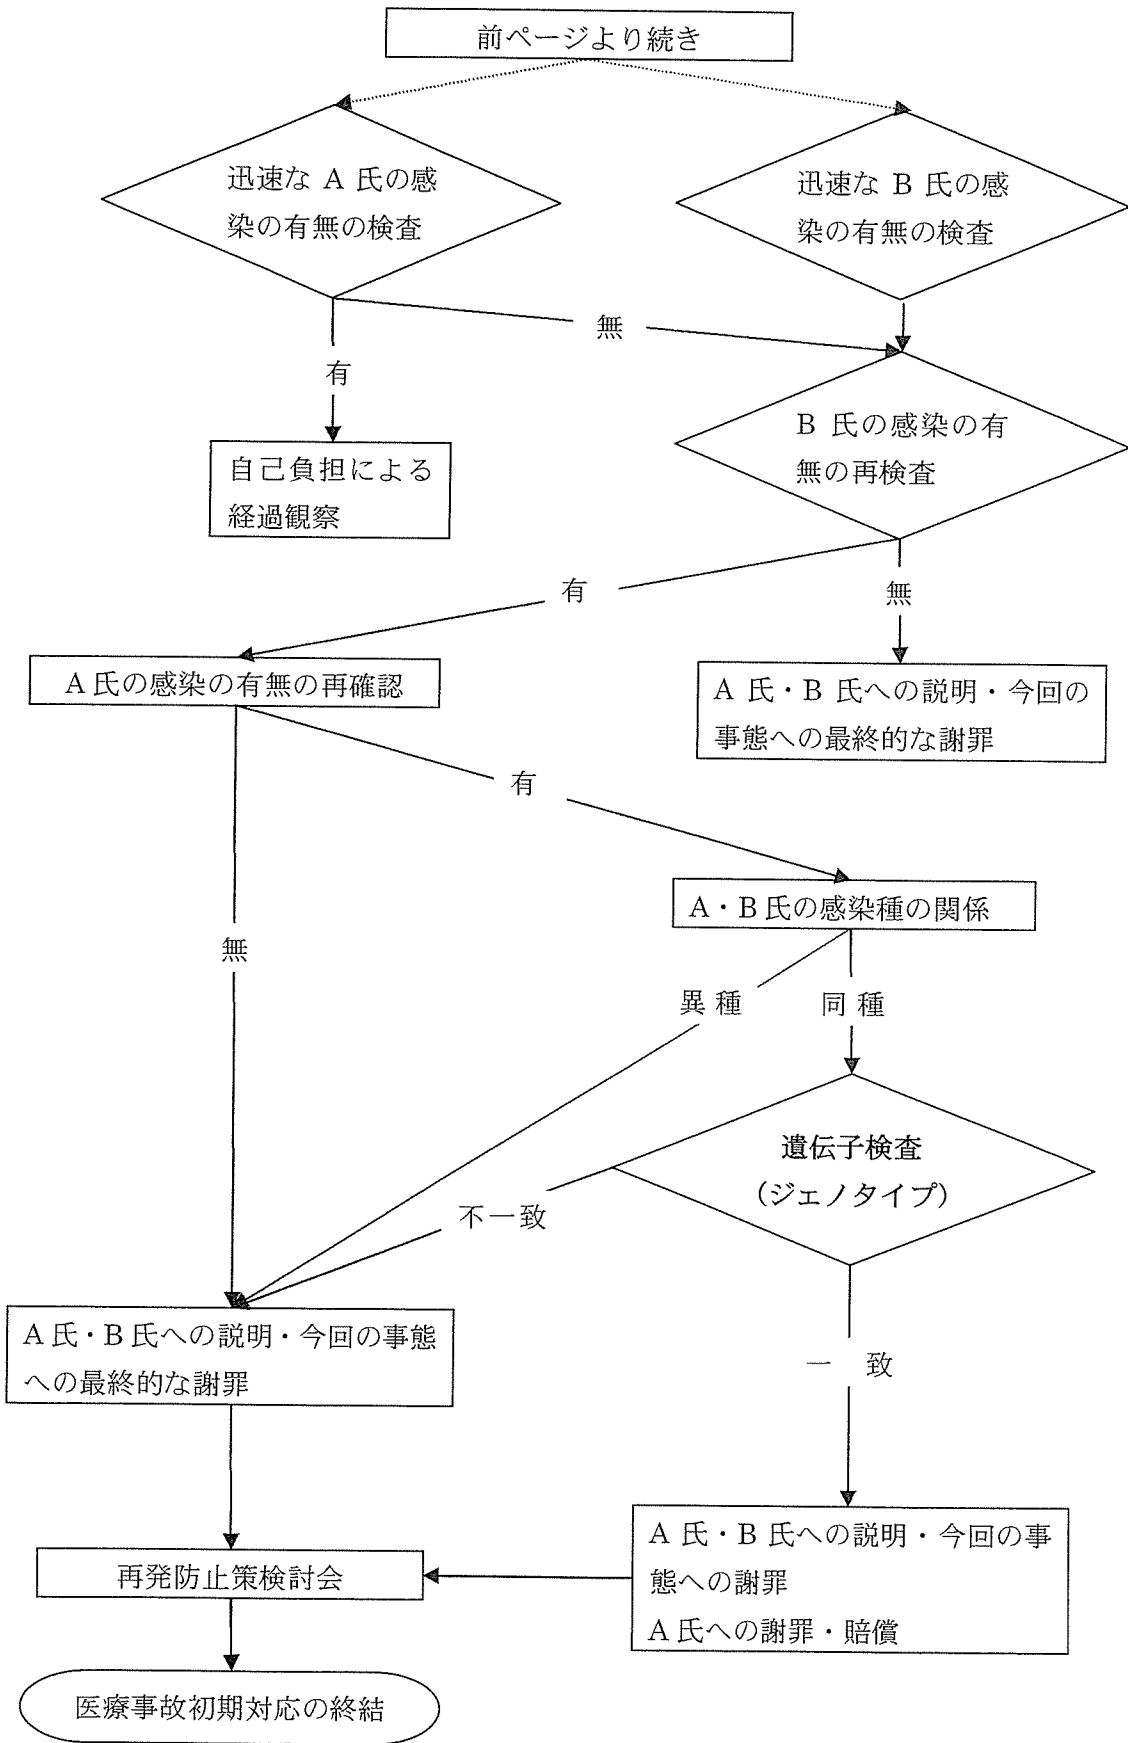 前ページより続き
迅速な A 氏の感
染の有無の検査
迅速な B 氏の感
染の有無の検査
無
有
自己負担による
経過観察
B 氏の感染の有
無の再検査
有
無
A 氏の感染の有無の再確認
A 氏・B 氏への説明・今回の
事態への最終的な謝罪
有
A・B 氏の感染種の関係
無
異種
同種
遺伝子検査
(ジェノタイプ)
不一致
A 氏・B 氏への説明・今回の事態
への最終的な謝罪
一 致
A 氏・B 氏への説明・今回の事
態への謝罪
A 氏への謝罪・賠償
再発防止策検討会
医療事故初期対応の終結